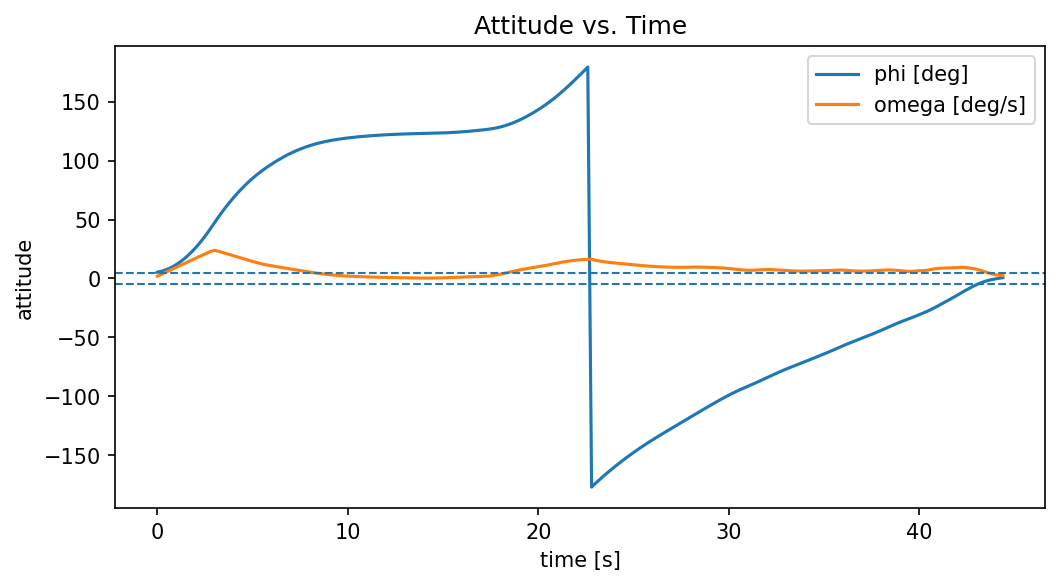 Attitude vs. Time
phi [deg]
omega [deg/s]
attitude
150
100
50
0
−50
−100
−150
0 10 20 30 40
time [s]